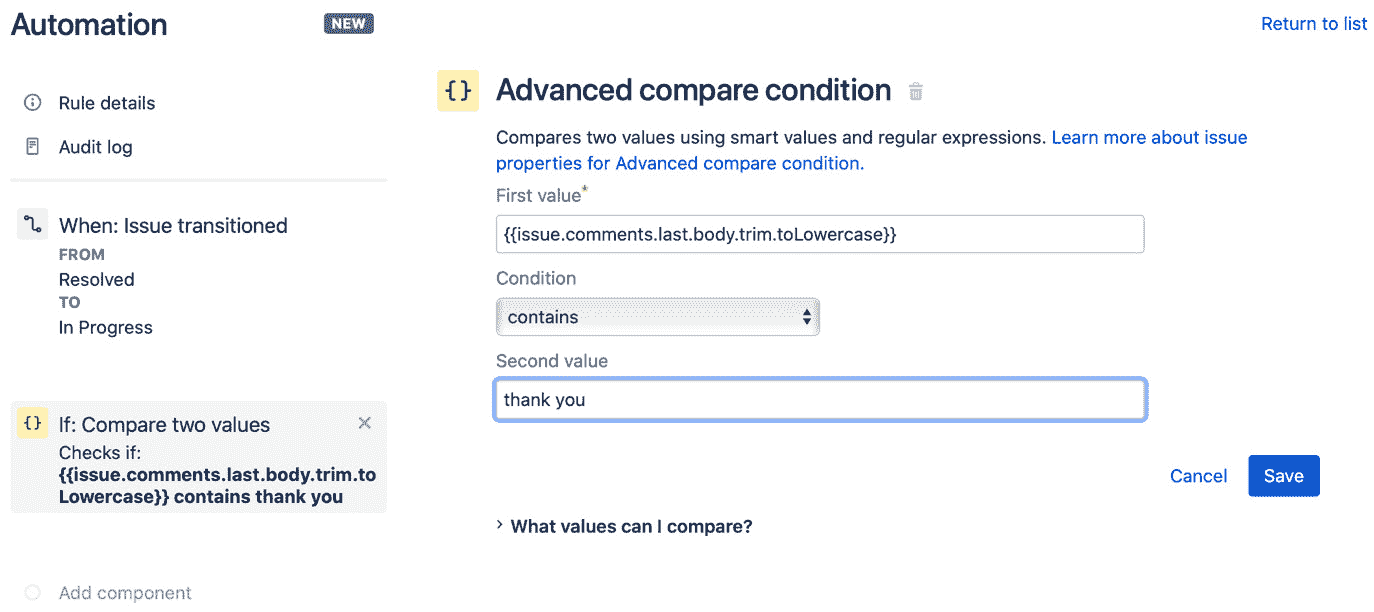 Automation
NEW
Return to list
Rule details
Audit log
When: Issue transitioned
FROM
Resolved
TO
In Progress
{} If: Compare two values
Checks if:
{{issue.comments.last.body.trim.to
Lowercase}} contains thank you
Add component
{} Advanced compare condition
Compares two values using smart values and regular expressions. Learn more about issue
properties for Advanced compare condition.
First value*
{{issue.comments.last.body.trim.toLowercase}}
Condition
contains
Second value
thank you
Cancel
Save
What values can I compare?